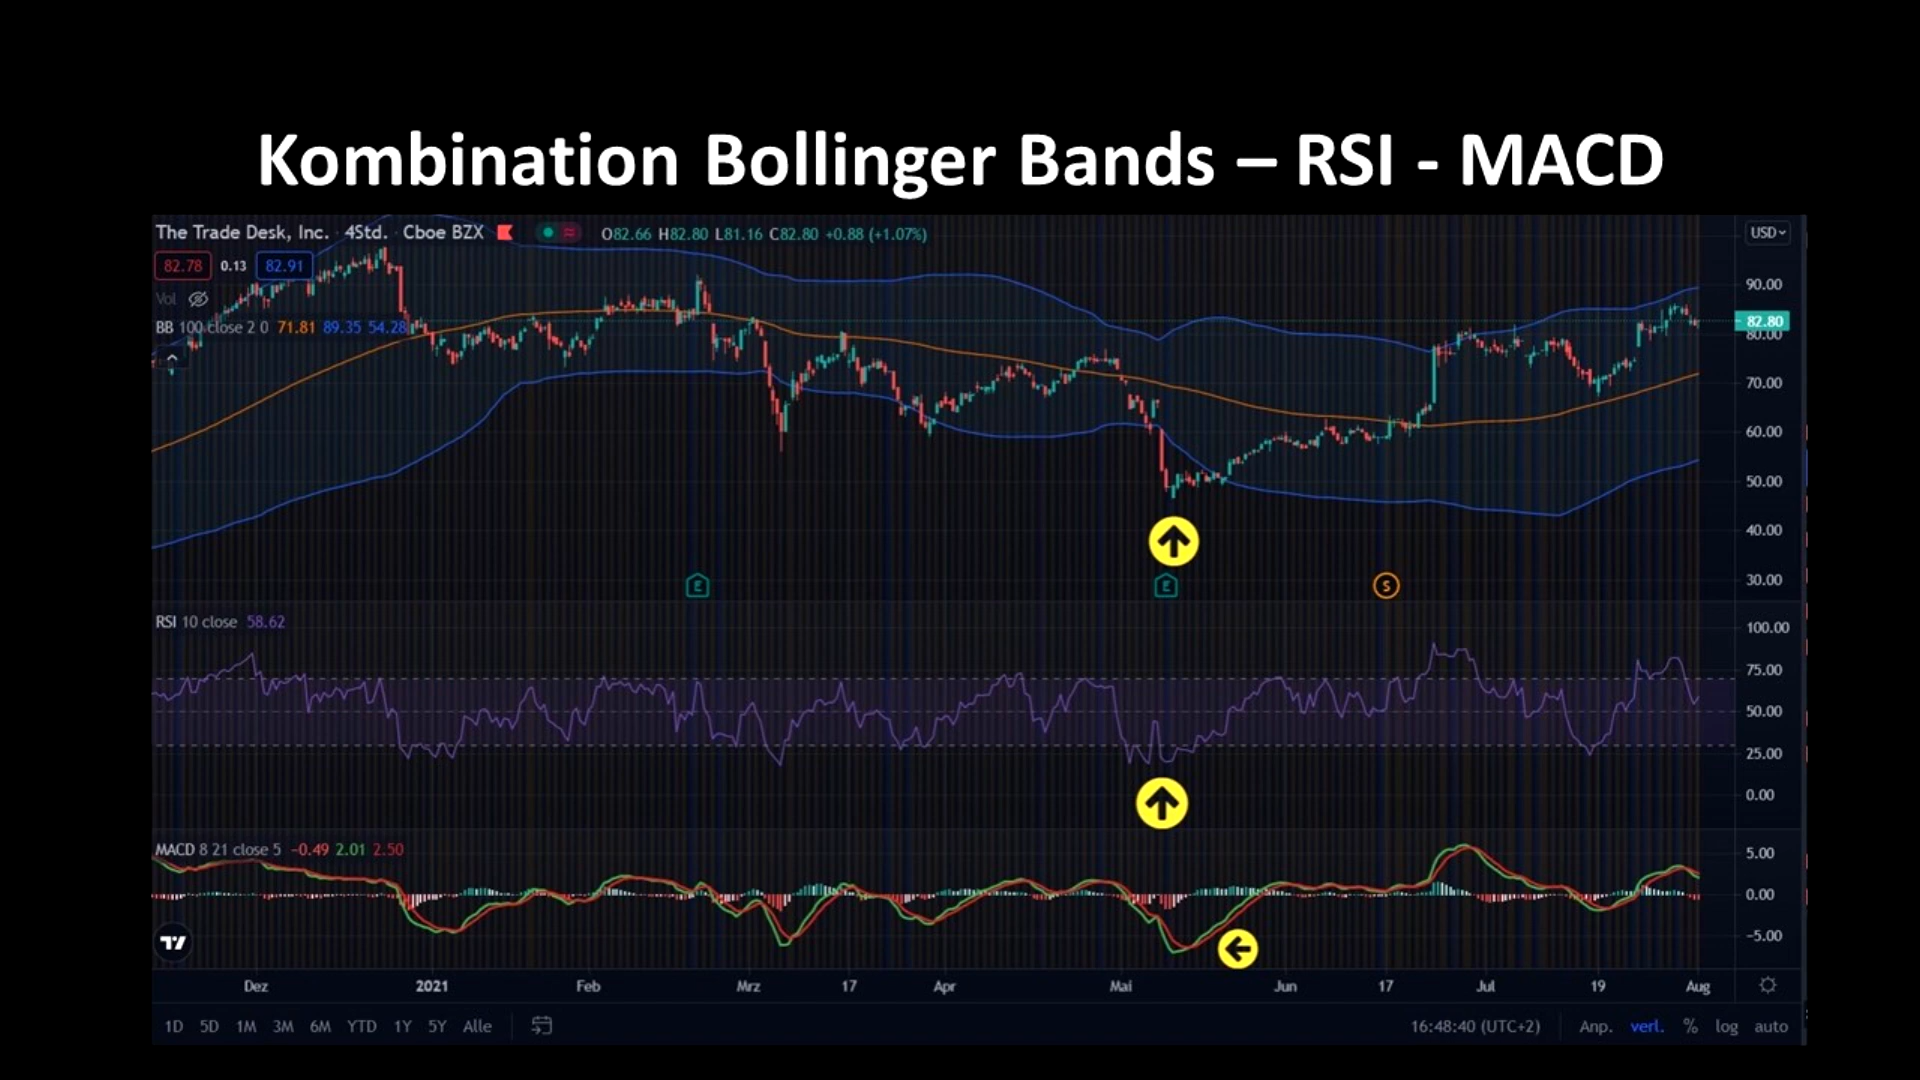 Kombination Bollinger Bands – RSI - MACD
The Trade Desk, Inc. · 4Std. · Cboe BZX O82.66 H82.80 L81.16 C82.80 +0.88 (+1.07%)
USD
82.78 0.13 82.91
Vol
BB 100 close 2 0 71.81 89.35 54.28
90.00
82.80
80.00
70.00
60.00
50.00
40.00
30.00
E E S
RSI 10 close 58.62
100.00
75.00
50.00
25.00
0.00
MACD 8 21 close 5 −0.49 2.01 2.50
5.00
0.00
−5.00
Dez 2021 Feb Mrz 17 Apr Mai Jun 17 Jul 19 Aug
1D 5D 1M 3M 6M YTD 1Y 5Y Alle 16:48:40 (UTC+2) Anp. verl. % log auto